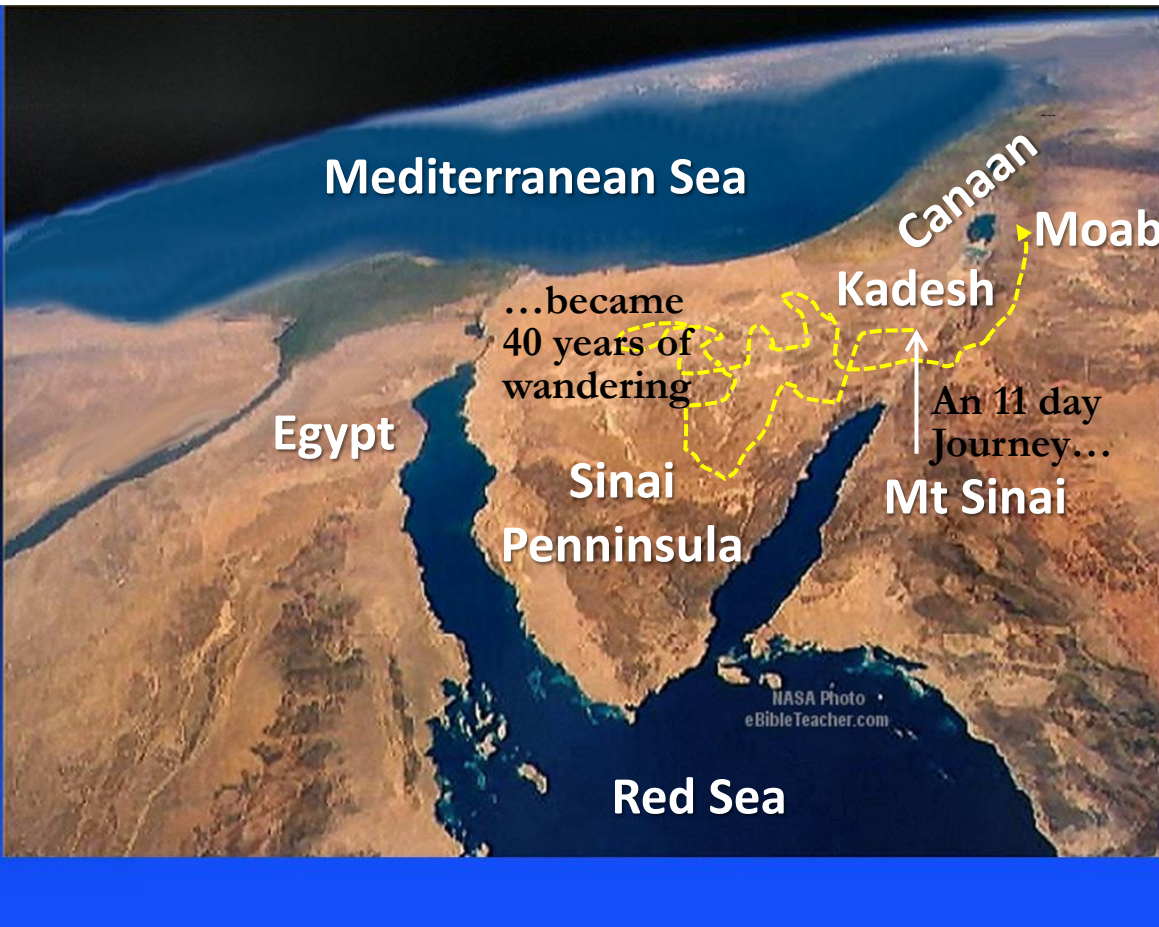 Mediterranean Sea
Canaan
Moab
Kadesh
…became
40 years of
wandering
An 11 day
Journey…
Egypt
Sinai
Penninsula
Mt Sinai
NASA Photo
eBibleTeacher.com
Red Sea